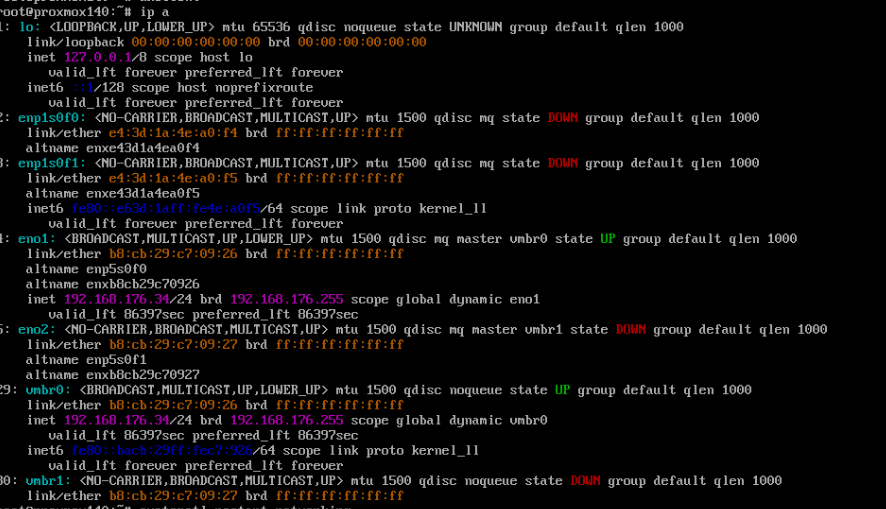 root@proxmox140:~# ip a
1: lo: <LOOPBACK,UP,LOWER_UP> mtu 65536 qdisc noqueue state UNKNOWN group default qlen 1000
link/loopback 00:00:00:00:00:00 brd 00:00:00:00:00:00
inet 127.0.0.1/8 scope host lo
valid_lft forever preferred_lft forever
inet6 ::1/128 scope host noprefixroute
valid_lft forever preferred_lft forever
2: enp1s0f0: <NO-CARRIER,BROADCAST,MULTICAST,UP> mtu 1500 qdisc mq state DOWN group default qlen 1000
link/ether e4:3d:1a:4e:a0:f4 brd ff:ff:ff:ff:ff:ff
altname enxe43d1a4ea0f4
3: enp1s0f1: <NO-CARRIER,BROADCAST,MULTICAST,UP> mtu 1500 qdisc mq state DOWN group default qlen 1000
link/ether e4:3d:1a:4e:a0:f5 brd ff:ff:ff:ff:ff:ff
altname enxe43d1a4ea0f5
inet6 fe80::e63d:1aff:fe4e:a0f5/64 scope link proto kernel_ll
valid_lft forever preferred_lft forever
4: eno1: <BROADCAST,MULTICAST,UP,LOWER_UP> mtu 1500 qdisc mq master vmbr0 state UP group default qlen 1000
link/ether b8:cb:29:c7:09:26 brd ff:ff:ff:ff:ff:ff
altname enp5s0f0
altname enxb8cb29c70926
inet 192.168.176.34/24 brd 192.168.176.255 scope global dynamic eno1
valid_lft 86397sec preferred_lft 86397sec
5: eno2: <NO-CARRIER,BROADCAST,MULTICAST,UP> mtu 1500 qdisc mq master vmbr1 state DOWN group default qlen 1000
link/ether b8:cb:29:c7:09:27 brd ff:ff:ff:ff:ff:ff
altname enp5s0f1
altname enxb8cb29c70927
29: vmbr0: <BROADCAST,MULTICAST,UP,LOWER_UP> mtu 1500 qdisc noqueue state UP group default qlen 1000
link/ether b8:cb:29:c7:09:26 brd ff:ff:ff:ff:ff:ff
inet 192.168.176.34/24 brd 192.168.176.255 scope global dynamic vmbr0
valid_lft 86397sec preferred_lft 86397sec
inet6 fe80::bacb:29ff:fec7:926/64 scope link proto kernel_ll
valid_lft forever preferred_lft forever
30: vmbr1: <NO-CARRIER,BROADCAST,MULTICAST,UP> mtu 1500 qdisc noqueue state DOWN group default qlen 1000
link/ether b8:cb:29:c7:09:27 brd ff:ff:ff:ff:ff:ff
root@proxmox140:~# systemctl restart networking